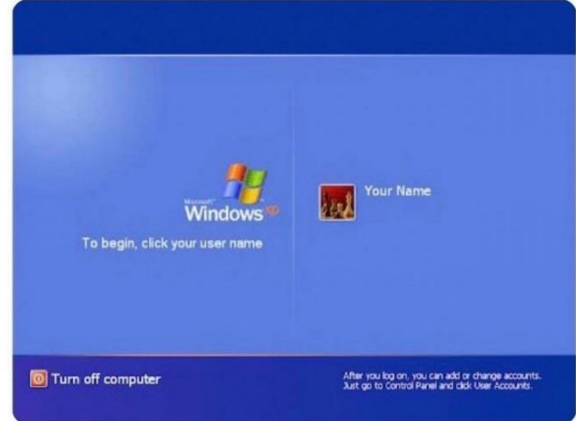 Microsoft
Windows xp
To begin, click your user name
Your Name
Turn off computer
After you log on, you can add or change accounts.
Just go to Control Panel and click User Accounts.